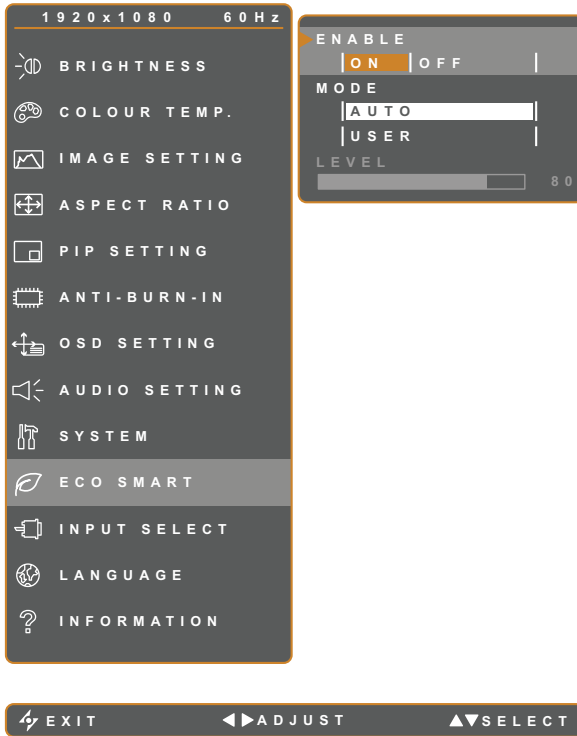 1920x1080 60Hz
BRIGHTNESS
COLOUR TEMP.
IMAGE SETTING
ASPECT RATIO
PIP SETTING
ANTI-BURN-IN
OSD SETTING
AUDIO SETTING
SYSTEM
ECO SMART
INPUT SELECT
LANGUAGE
INFORMATION
ENABLE
ON OFF
MODE
AUTO
USER
LEVEL
80
EXIT ADJUST SELECT